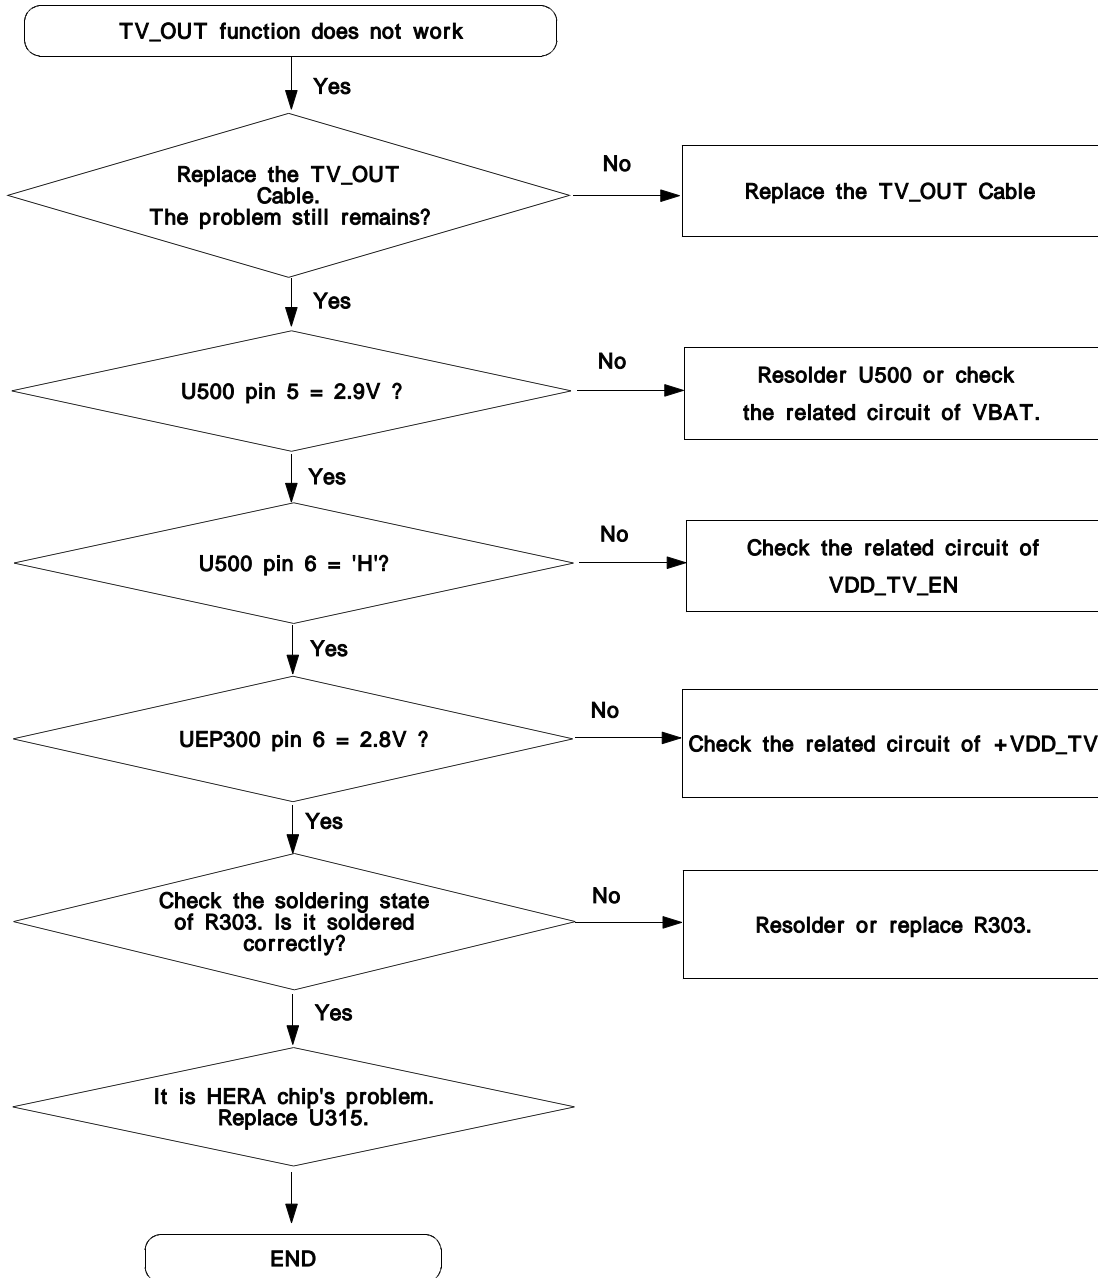 TV_OUT function does not work
Yes
Replace the TV_OUT
Cable.
The problem still remains?
No
Replace the TV_OUT Cable
Yes
U500 pin 5 = 2.9V ?
No
Resolder U500 or check
the related circuit of VBAT.
Yes
U500 pin 6 = 'H'?
No
Check the related circuit of
VDD_TV_EN
Yes
UEP300 pin 6 = 2.8V ?
No
Check the related circuit of +VDD_TV
Yes
Check the soldering state
of R303. Is it soldered
correctly?
No
Resolder or replace R303.
Yes
It is HERA chip's problem.
Replace U315.
END